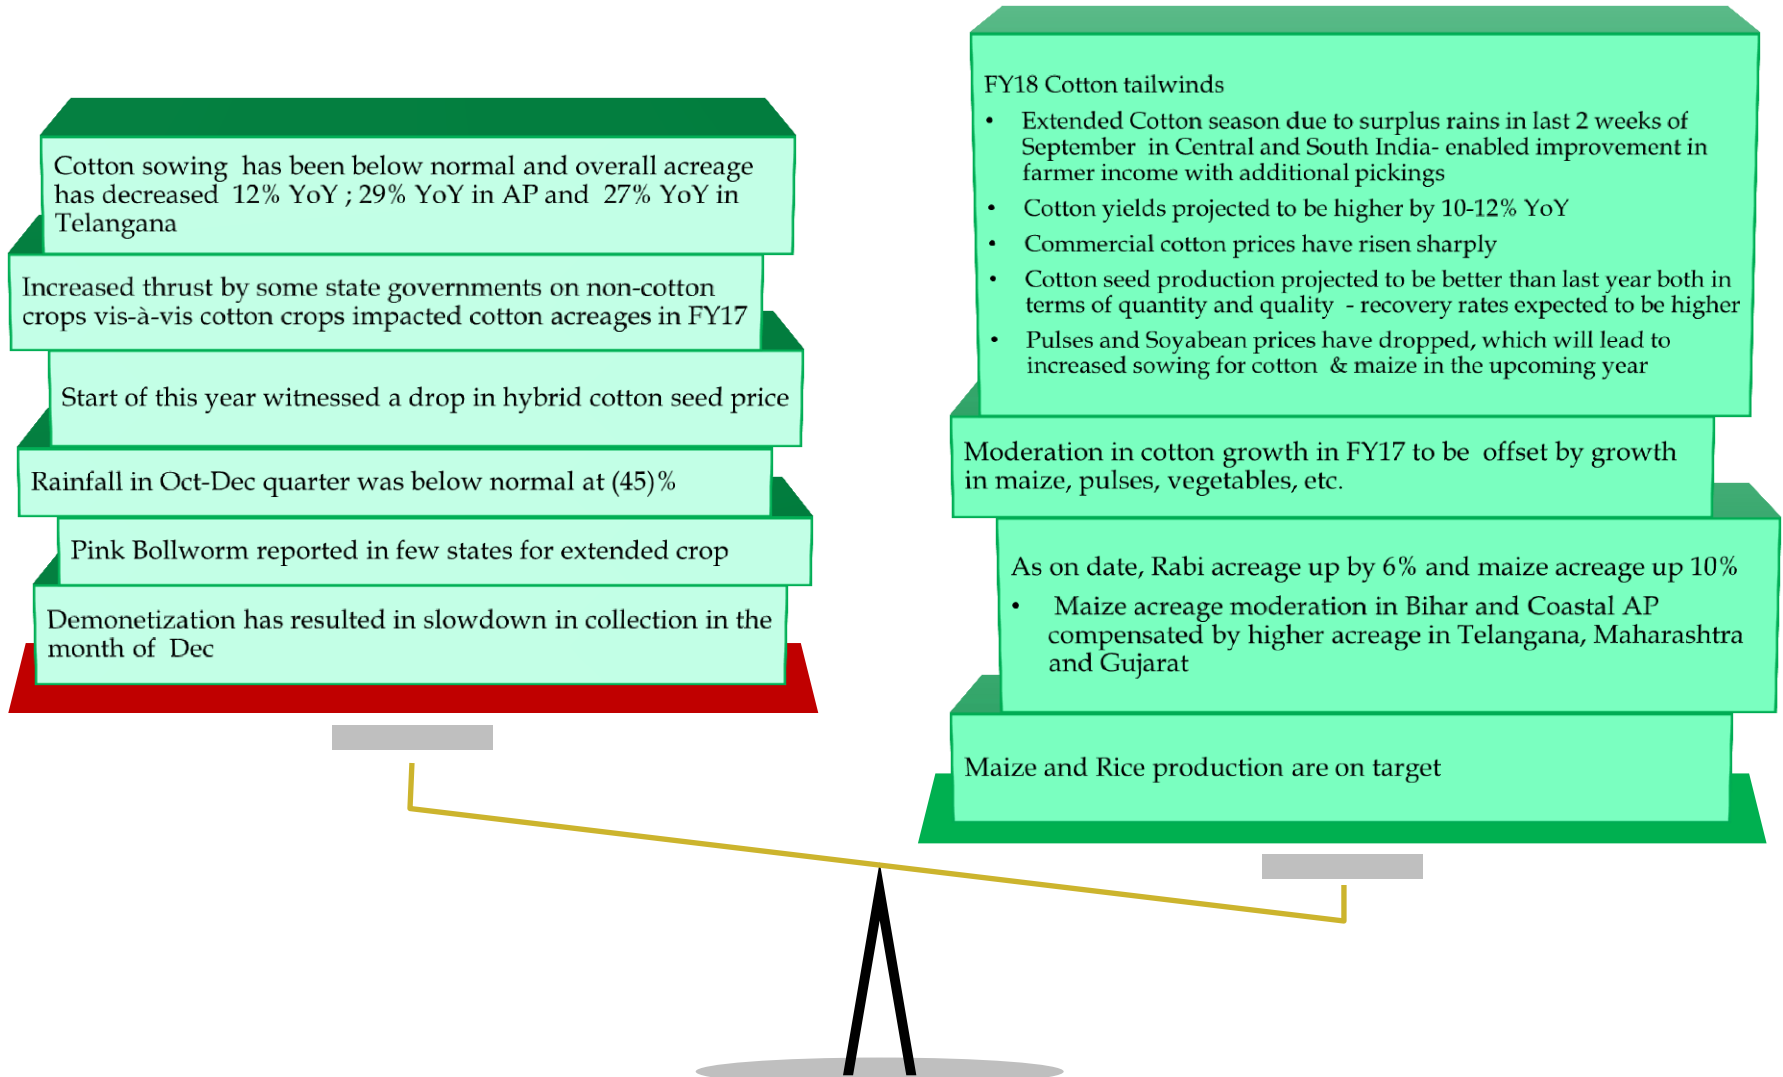 Cotton sowing has been below normal and overall acreage
has decreased 12% YoY ; 29% YoY in AP and 27% YoY in
Telangana
Increased thrust by some state governments on non-cotton
crops vis-à-vis cotton crops impacted cotton acreages in FY17
Start of this year witnessed a drop in hybrid cotton seed price
Rainfall in Oct-Dec quarter was below normal at (45)%
Pink Bollworm reported in few states for extended crop
Demonetization has resulted in slowdown in collection in the
month of Dec
FY18 Cotton tailwinds
• Extended Cotton season due to surplus rains in last 2 weeks of
September in Central and South India- enabled improvement in
farmer income with additional pickings
• Cotton yields projected to be higher by 10-12% YoY
• Commercial cotton prices have risen sharply
• Cotton seed production projected to be better than last year both in
terms of quantity and quality - recovery rates expected to be higher
• Pulses and Soyabean prices have dropped, which will lead to
increased sowing for cotton & maize in the upcoming year
Moderation in cotton growth in FY17 to be offset by growth
in maize, pulses, vegetables, etc.
As on date, Rabi acreage up by 6% and maize acreage up 10%
• Maize acreage moderation in Bihar and Coastal AP
compensated by higher acreage in Telangana, Maharashtra
and Gujarat
Maize and Rice production are on target